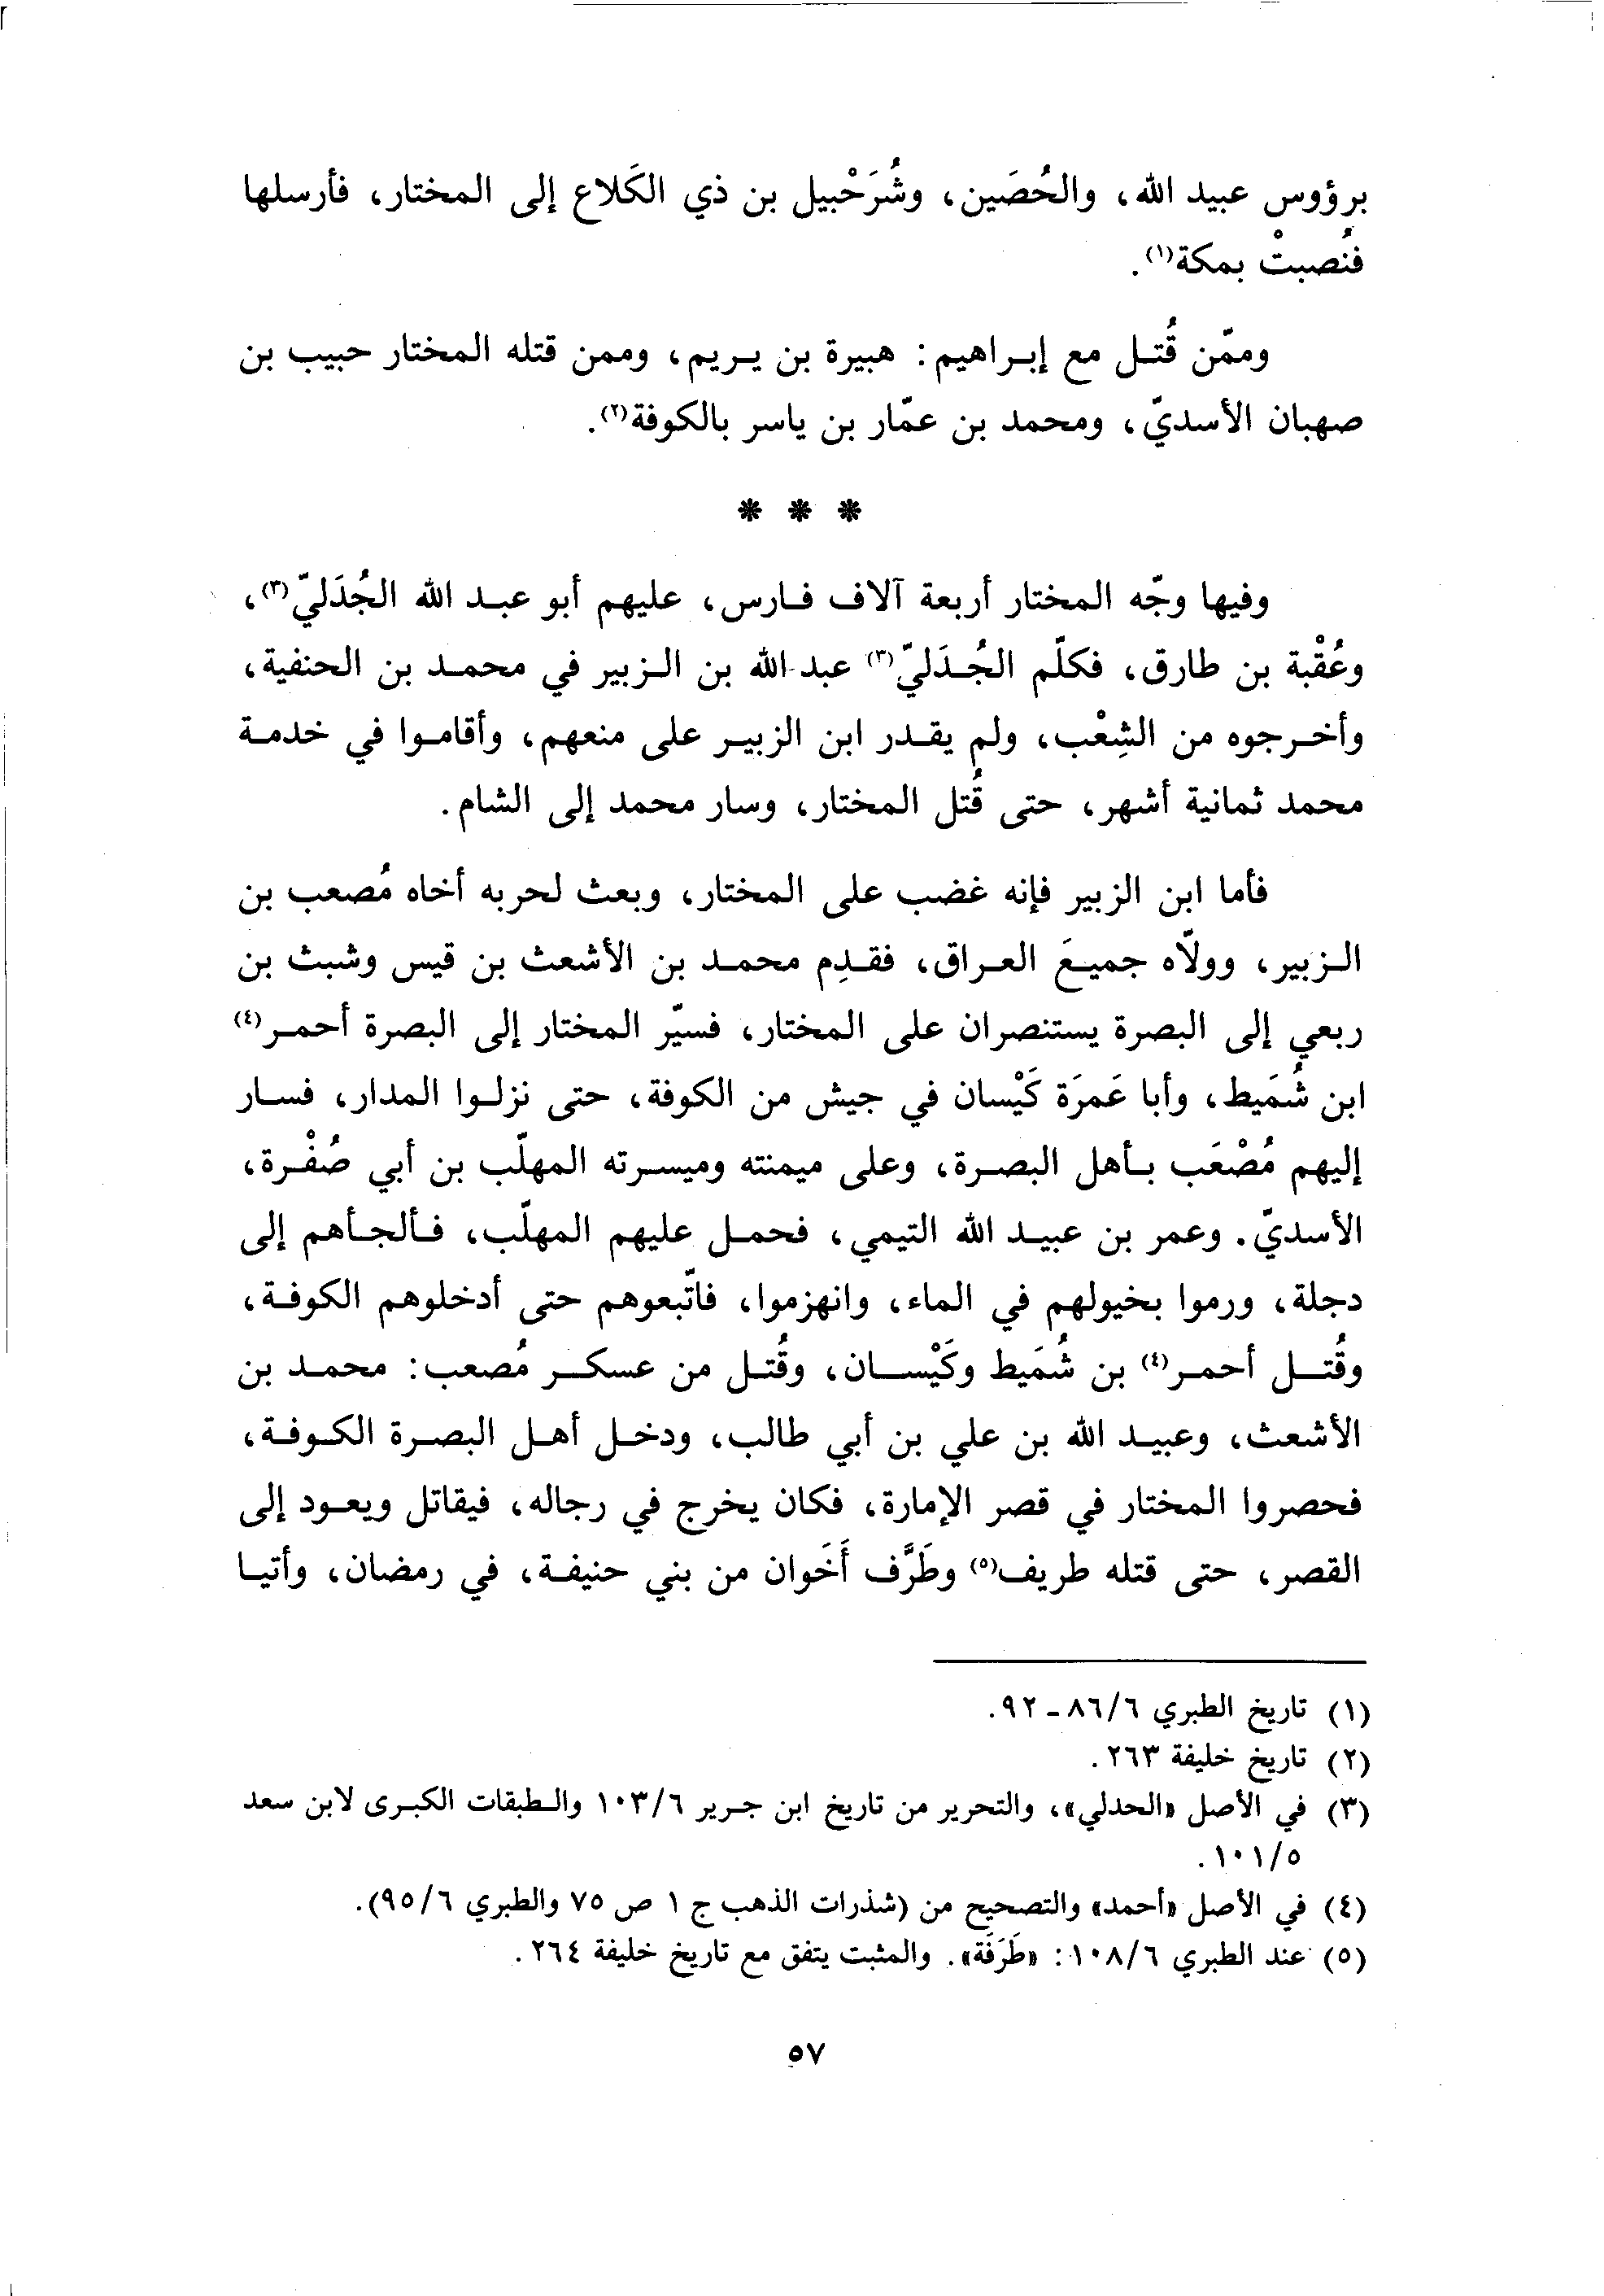 برؤوس عبيد الله، والحُصَين، وشُرَحْبيل بن ذي الكَلاع إلى المختار، فأرسلها
فنُصبتْ بمكة(١).
وممّن قُتل مع إبراهيم: هبيرة بن يريم، وممن قتله المختار حبيب بن
صهبان الأسديّ، ومحمد بن عمّار بن ياسر بالكوفة(٢).
* * *
وفيها وجّه المختار أربعة آلاف فارس، عليهم أبو عبد الله الجُدَليّ(٣)،
وعُقْبة بن طارق، فكلّم الجُدَليّ(٣) عبد الله بن الزبير في محمد بن الحنفية،
وأخرجوه من الشِعْب، ولم يقدر ابن الزبير على منعهم، وأقاموا في خدمة
محمد ثمانية أشهر، حتى قُتل المختار، وسار محمد إلى الشام.
فأما ابن الزبير فإنه غضب على المختار، وبعث لحربه أخاه مُصعب بن
الزبير، وولّاه جميعَ العراق، فقدِم محمد بن الأشعث بن قيس وشبث بن
ربعي إلى البصرة يستنصران على المختار، فسيّر المختار إلى البصرة أحمر(٤)
ابن شُمَيط، وأبا عَمرَة كَيْسان في جيش من الكوفة، حتى نزلوا المدار، فسار
إليهم مُصْعَب بأهل البصرة، وعلى ميمنته وميسرته المهلّب بن أبي صُفْرة،
الأسديّ. وعمر بن عبيد الله التيمي، فحمل عليهم المهلّب، فألجأهم إلى
دجلة، ورموا بخيولهم في الماء، وانهزموا، فاتّبعوهم حتى أدخلوهم الكوفة،
وقُتل أحمر(٤) بن شُمَيط وكَيْسان، وقُتل من عسكر مُصعب: محمد بن
الأشعث، وعبيد الله بن علي بن أبي طالب، ودخل أهل البصرة الكوفة،
فحصروا المختار في قصر الإمارة، فكان يخرج في رجاله، فيقاتل ويعود إلى
القصر، حتى قتله طريف(٥) وطَرَّف أَخَوان من بني حنيفة، في رمضان، وأتيا
(١) تاريخ الطبري ٨٦/٦ - ٩٢.
(٢) تاريخ خليفة ٢٦٣.
(٣) في الأصل «الحدلي»، والتحرير من تاريخ ابن جرير ١٠٣/٦ والطبقات الكبرى لابن سعد
١٠١/٥.
(٤) في الأصل «أحمد» والتصحيح من (شذرات الذهب ج ١ ص ٧٥ والطبري ٩٥/٦).
(٥) عند الطبري ١٠٨/٦: «طَرَفَة». والمثبت يتفق مع تاريخ خليفة ٢٦٤.
٥٧